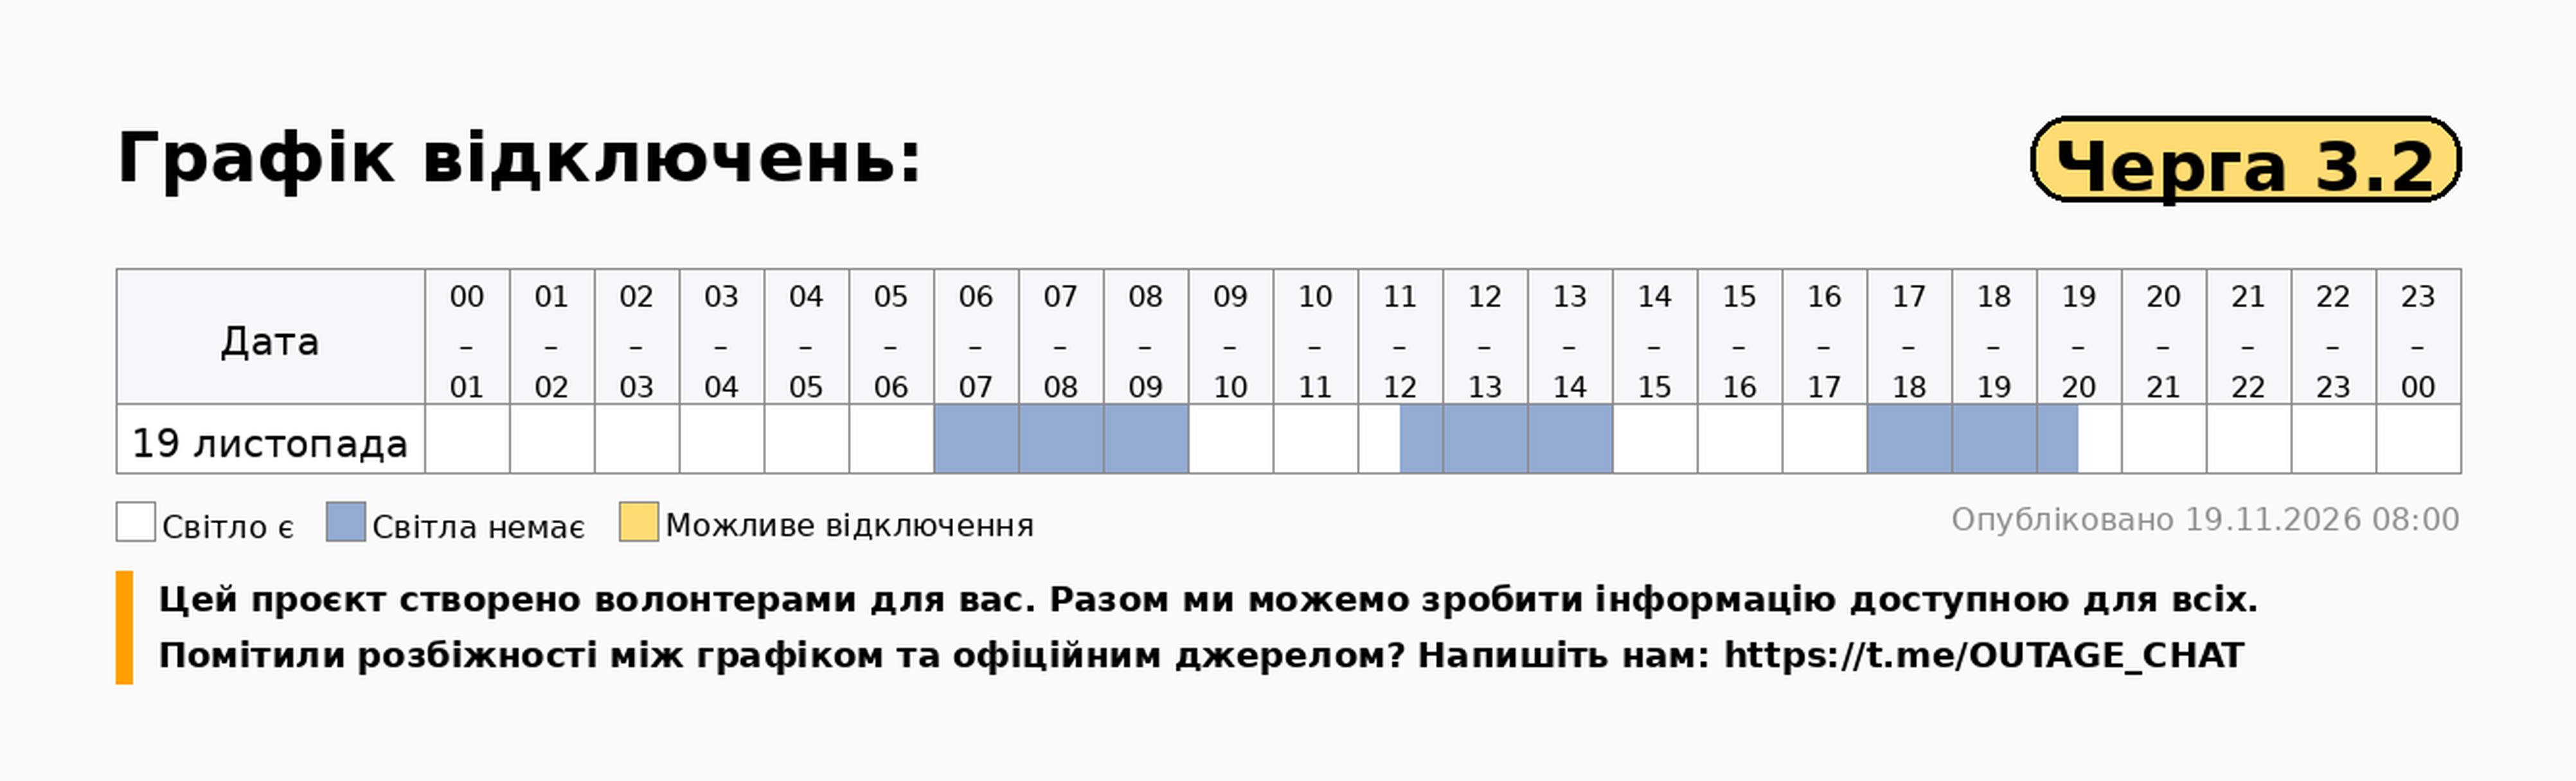 Графік відключень:
Черга 3.2
Дата
00 – 01
01 – 02
02 – 03
03 – 04
04 – 05
05 – 06
06 – 07
07 – 08
08 – 09
09 – 10
10 – 11
11 – 12
12 – 13
13 – 14
14 – 15
15 – 16
16 – 17
17 – 18
18 – 19
19 – 20
20 – 21
21 – 22
22 – 23
23 – 00
19 листопада
Світло є
Світла немає
Можливе відключення
Опубліковано 19.11.2026 08:00
Цей проєкт створено волонтерами для вас. Разом ми можемо зробити інформацію доступною для всіх.
Помітили розбіжності між графіком та офіційним джерелом? Напишіть нам: https://t.me/OUTAGE_CHAT